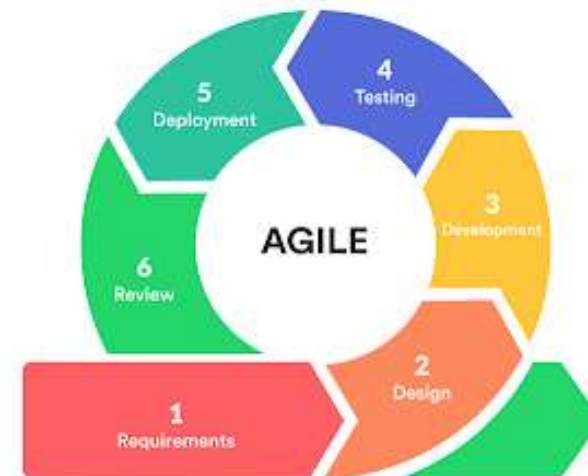 AGILE
1
Requirements
2
Design
3
Development
4
Testing
5
Deployment
6
Review